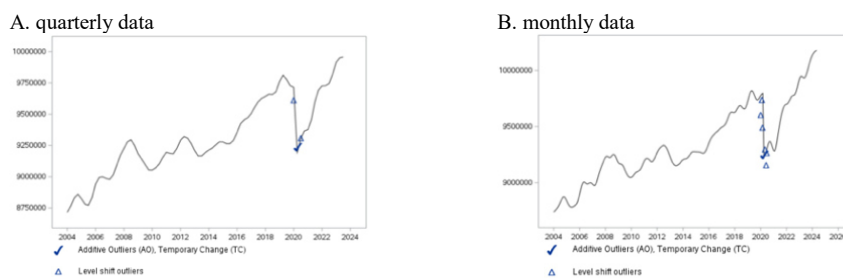 A. quarterly data
B. monthly data
10000000
9750000
9500000
9250000
9000000
8750000
2004 2006 2008 2010 2012 2014 2016 2018 2020 2022 2024
Additive Outliers (AO), Temporary Change (TC)
Level shift outliers
10000000
9500000
9000000
2004 2006 2008 2010 2012 2014 2016 2018 2020 2022 2024 2026
Additive Outliers (AO), Temporary Change (TC)
Level shift outliers